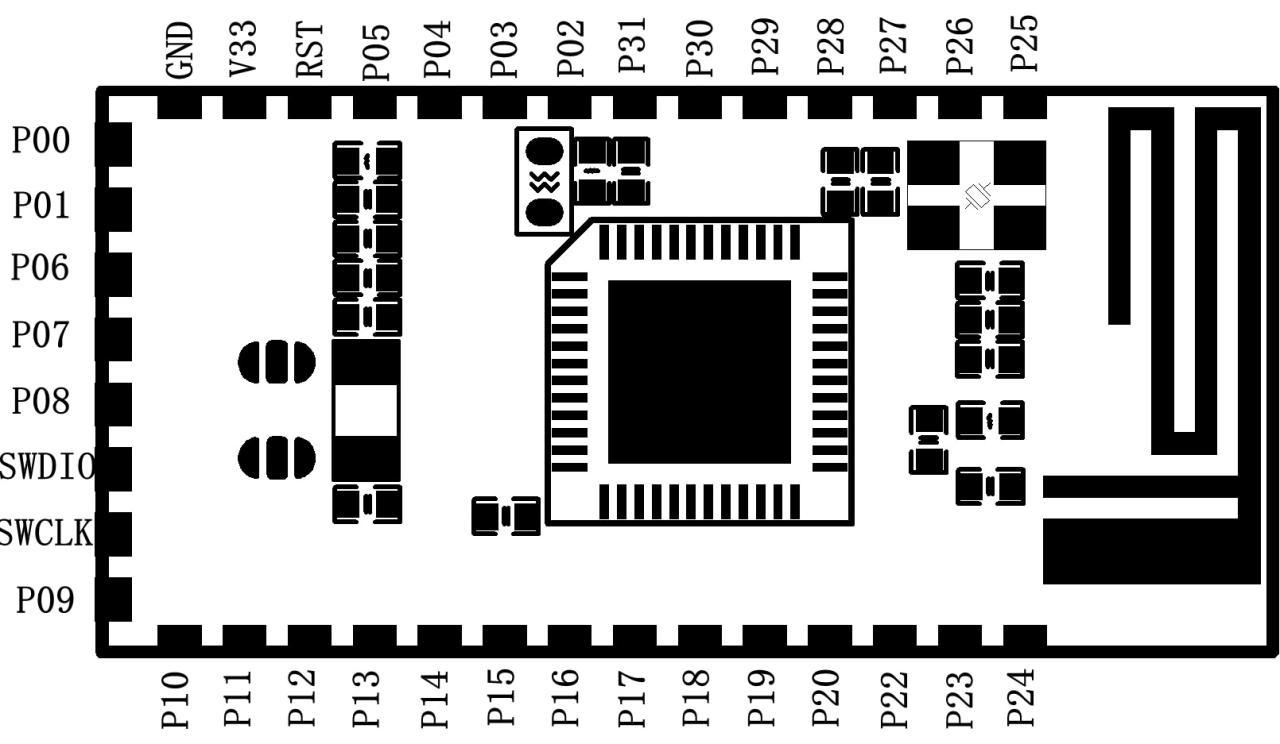 GND V33 RST P05 P04 P03 P02 P31 P30 P29 P28 P27 P26 P25
P00
P01
P06
P07
P08
SWDIO
SWCLK
P09
P10 P11 P12 P13 P14 P15 P16 P17 P18 P19 P20 P22 P23 P24